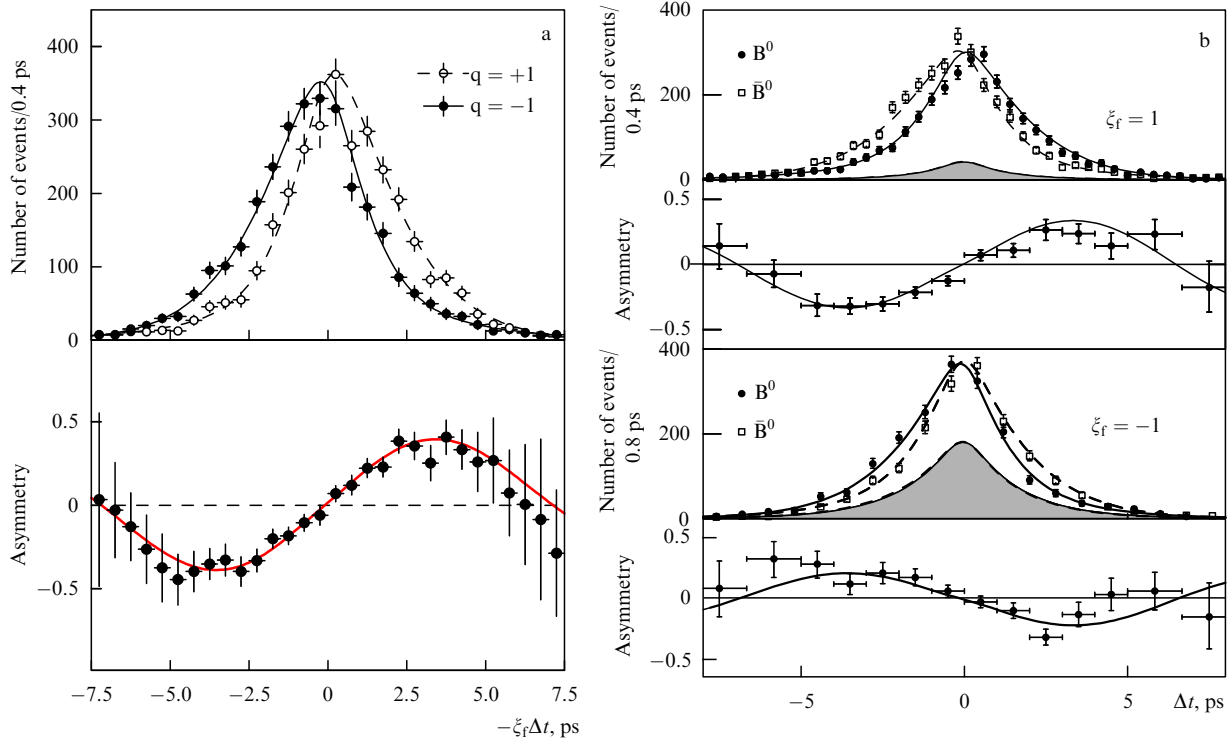 a
Number of events/0.4 ps
400
300
200
100
0
q = +1
q = −1
Asymmetry
0.5
0
−0.5
−7.5
−5.0
−2.5
0
2.5
5.0
7.5
−ξf Δt, ps
b
Number of events/
0.4 ps
400
200
0
B⁰
B̄⁰
ξf = 1
Asymmetry
0.5
0
−0.5
Number of events/
0.8 ps
400
200
0
B⁰
B̄⁰
ξf = −1
Asymmetry
0.5
0
−0.5
−5
0
5
Δt, ps